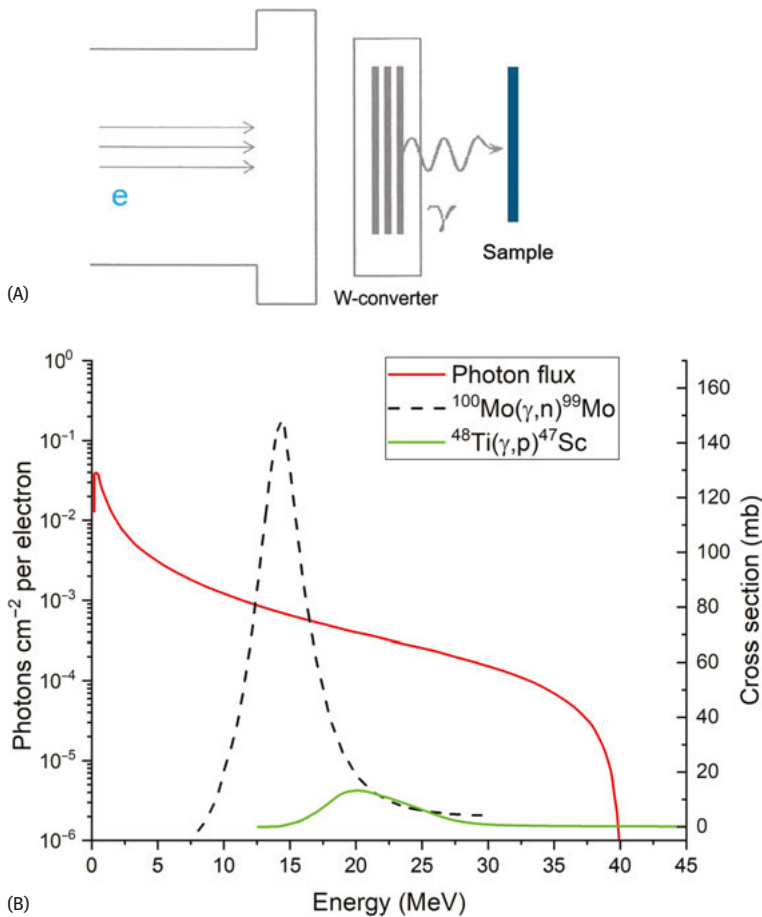 e
γ
Sample
W-converter
(A)
Photon flux
¹⁰⁰Mo(γ,n)⁹⁹Mo
⁴⁸Ti(γ,p)⁴⁷Sc
Photons cm⁻² per electron
10⁰
10⁻¹
10⁻²
10⁻³
10⁻⁴
10⁻⁵
10⁻⁶
160
140
120
100
80
60
40
20
0
Cross section (mb)
0 5 10 15 20 25 30 35 40 45
Energy (MeV)
(B)